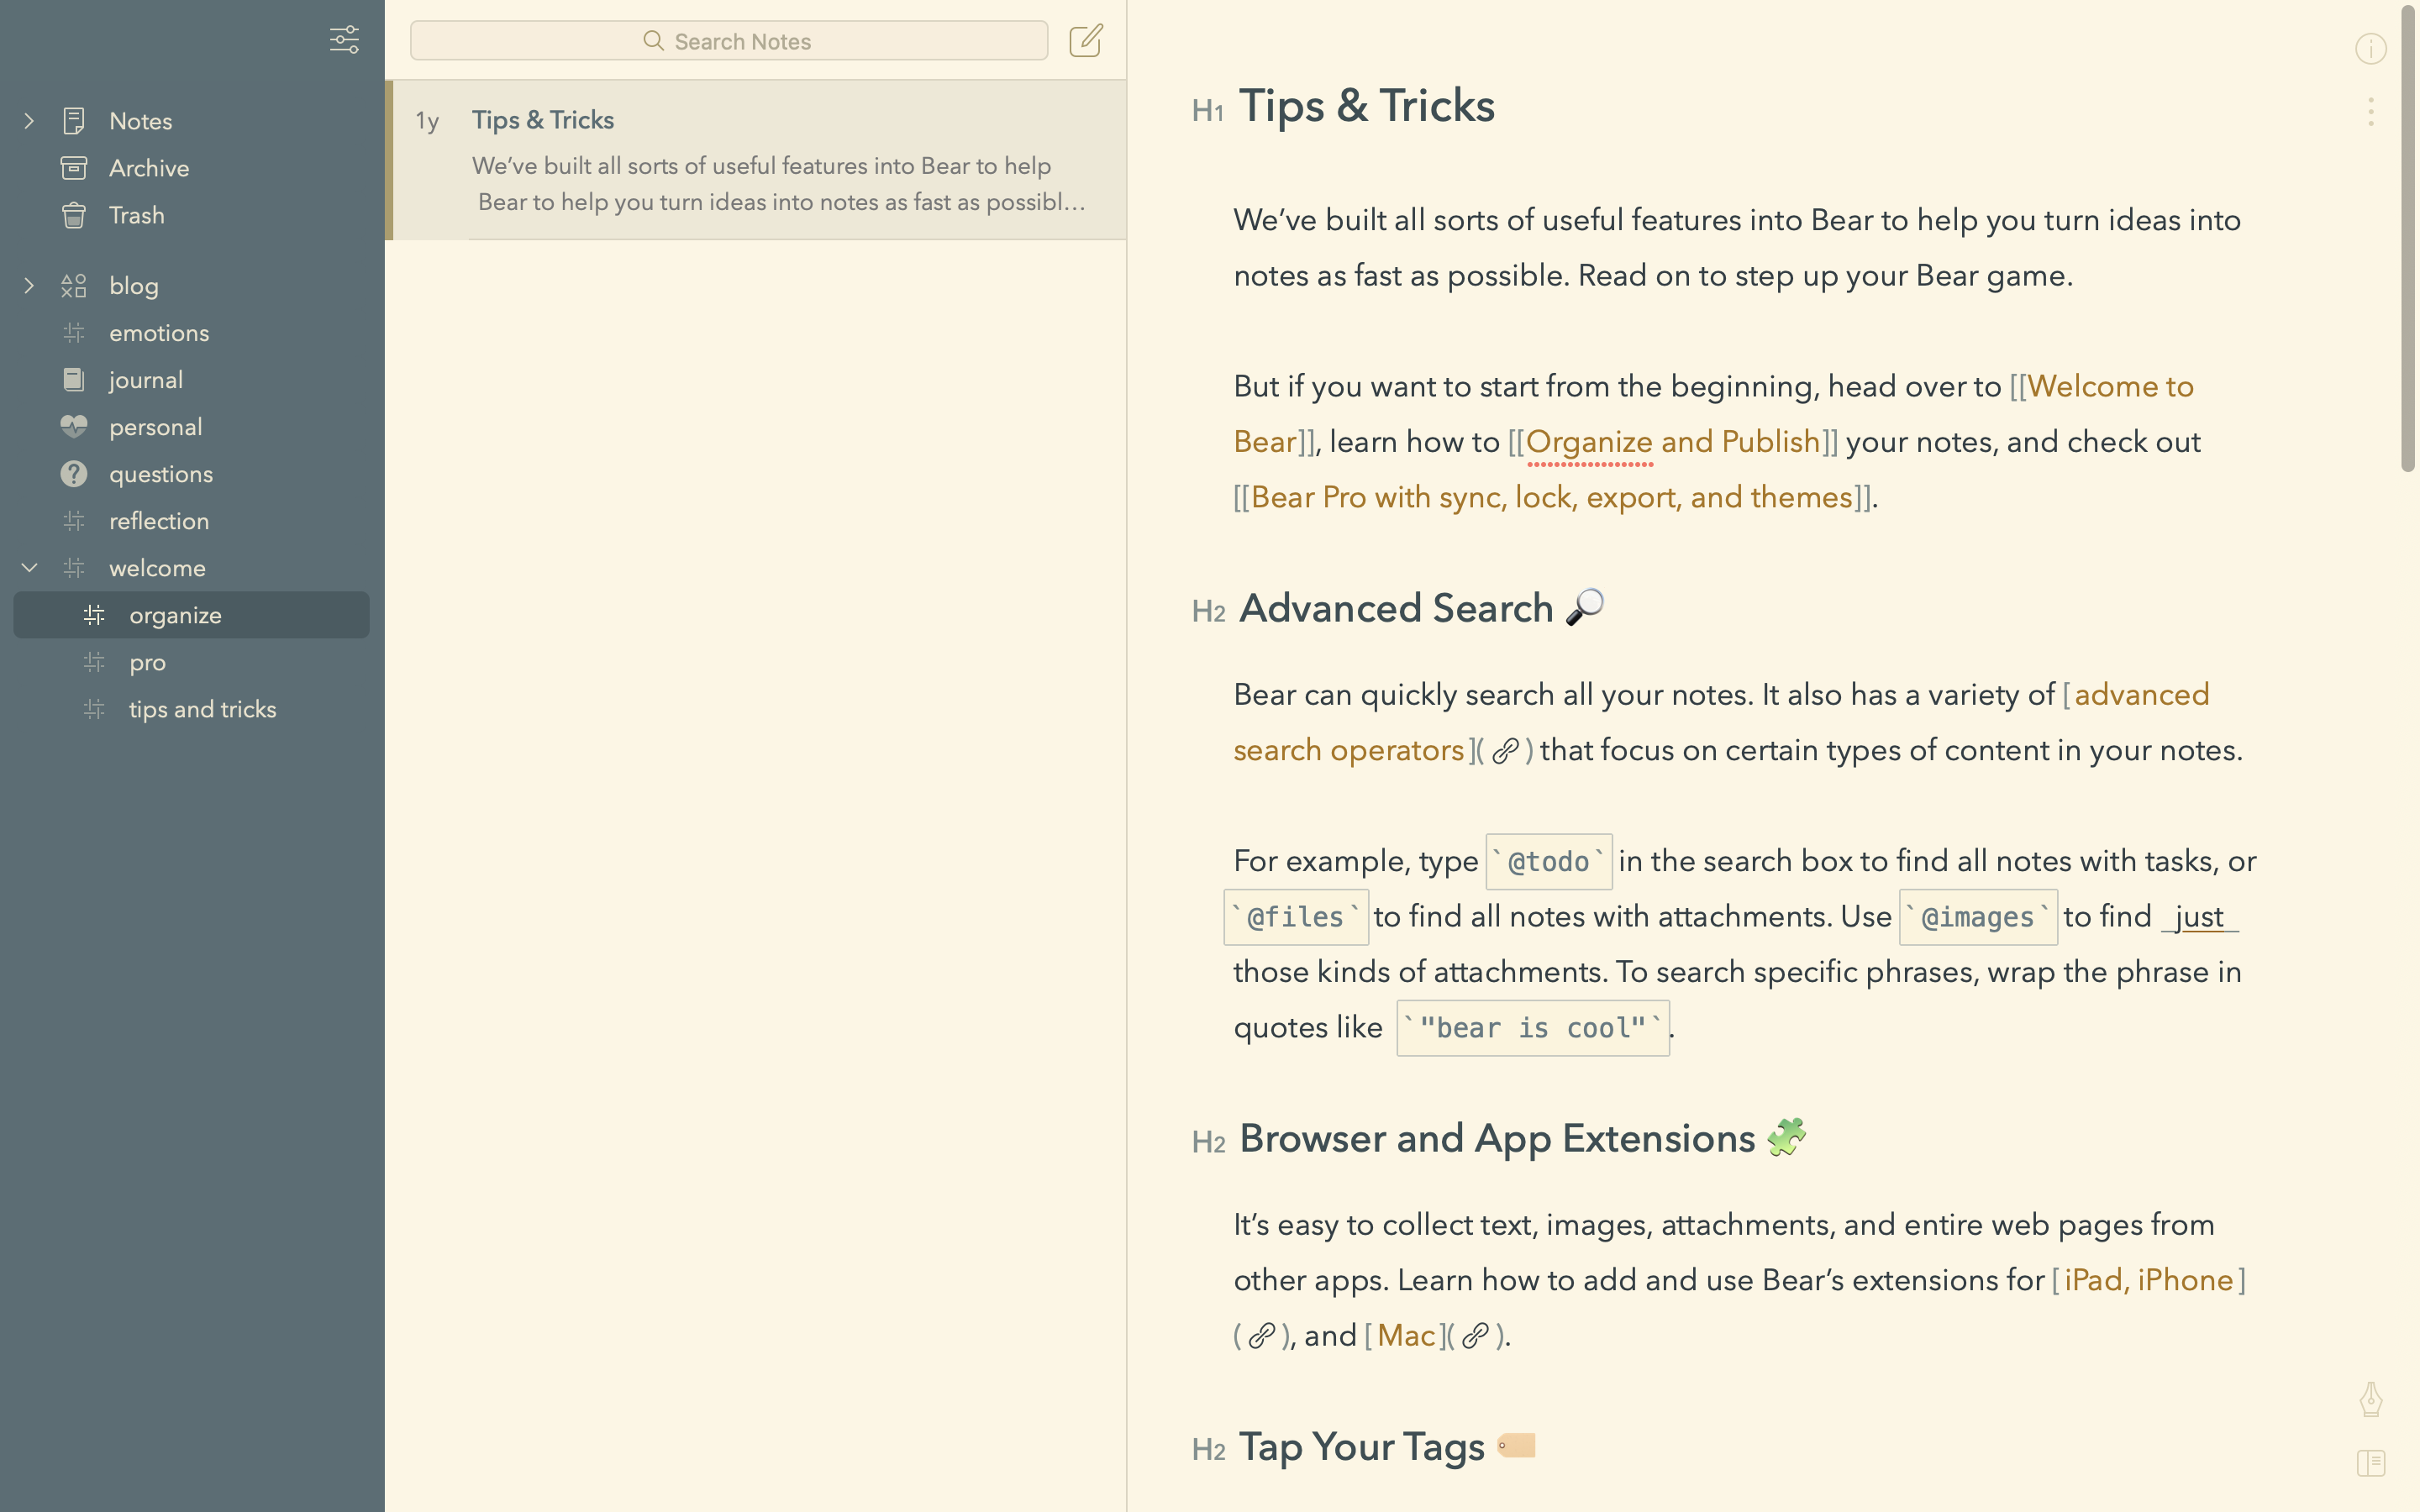 Notes
Archive
Trash
blog
emotions
journal
personal
questions
reflection
welcome
organize
pro
tips and tricks
Search Notes
1y Tips & Tricks
We’ve built all sorts of useful features into Bear to help
Bear to help you turn ideas into notes as fast as possibl…
H1 Tips & Tricks
We’ve built all sorts of useful features into Bear to help you turn ideas into
notes as fast as possible. Read on to step up your Bear game.
But if you want to start from the beginning, head over to [[Welcome to
Bear]], learn how to [[Organize and Publish]] your notes, and check out
[[Bear Pro with sync, lock, export, and themes]].
H2 Advanced Search 🔎
Bear can quickly search all your notes. It also has a variety of [advanced
search operators](🔗) that focus on certain types of content in your notes.
For example, type `@todo` in the search box to find all notes with tasks, or
`@files` to find all notes with attachments. Use `@images` to find _just_
those kinds of attachments. To search specific phrases, wrap the phrase in
quotes like `"bear is cool"`.
H2 Browser and App Extensions 🧩
It’s easy to collect text, images, attachments, and entire web pages from
other apps. Learn how to add and use Bear’s extensions for [iPad, iPhone]
(🔗), and [Mac](🔗).
H2 Tap Your Tags 🏷️